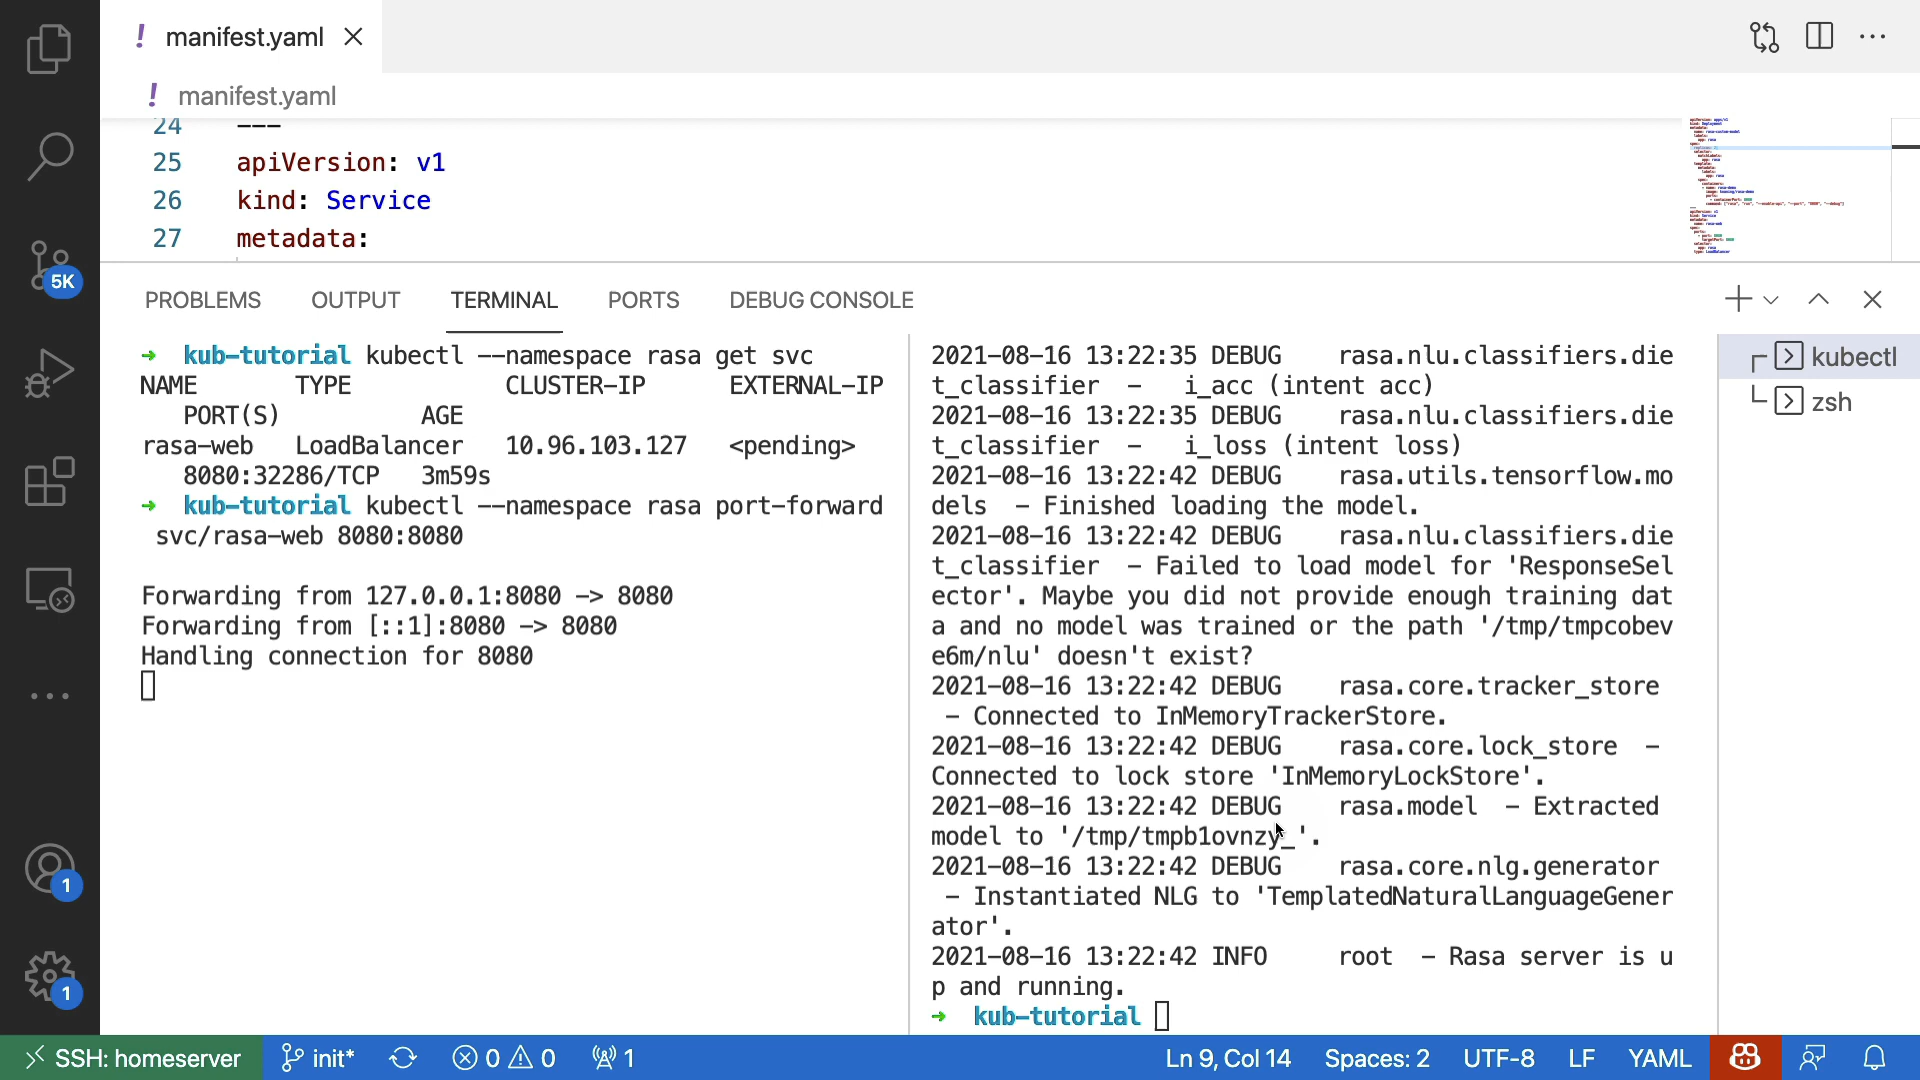 ! manifest.yaml
! manifest.yaml
24 ---
25 apiVersion: v1
26 kind: Service
27 metadata:
5K
PROBLEMS OUTPUT TERMINAL PORTS DEBUG CONSOLE
➜ kub-tutorial kubectl --namespace rasa get svc
NAME TYPE CLUSTER-IP EXTERNAL-IP
PORT(S) AGE
rasa-web LoadBalancer 10.96.103.127 <pending>
8080:32286/TCP 3m59s
➜ kub-tutorial kubectl --namespace rasa port-forward
svc/rasa-web 8080:8080
Forwarding from 127.0.0.1:8080 -> 8080
Forwarding from [::1]:8080 -> 8080
Handling connection for 8080
2021-08-16 13:22:35 DEBUG rasa.nlu.classifiers.die
t_classifier - i_acc (intent acc)
2021-08-16 13:22:35 DEBUG rasa.nlu.classifiers.die
t_classifier - i_loss (intent loss)
2021-08-16 13:22:42 DEBUG rasa.utils.tensorflow.mo
dels - Finished loading the model.
2021-08-16 13:22:42 DEBUG rasa.nlu.classifiers.die
t_classifier - Failed to load model for 'ResponseSel
ector'. Maybe you did not provide enough training dat
a and no model was trained or the path '/tmp/tmpcobev
e6m/nlu' doesn't exist?
2021-08-16 13:22:42 DEBUG rasa.core.tracker_store
- Connected to InMemoryTrackerStore.
2021-08-16 13:22:42 DEBUG rasa.core.lock_store -
Connected to lock store 'InMemoryLockStore'.
2021-08-16 13:22:42 DEBUG rasa.model - Extracted
model to '/tmp/tmpb1ovnzy_'.
2021-08-16 13:22:42 DEBUG rasa.core.nlg.generator
- Instantiated NLG to 'TemplatedNaturalLanguageGener
ator'.
2021-08-16 13:22:42 INFO root - Rasa server is u
p and running.
➜ kub-tutorial
kubectl
zsh
1
1
SSH: homeserver init* 0 0 1 Ln 9, Col 14 Spaces: 2 UTF-8 LF YAML